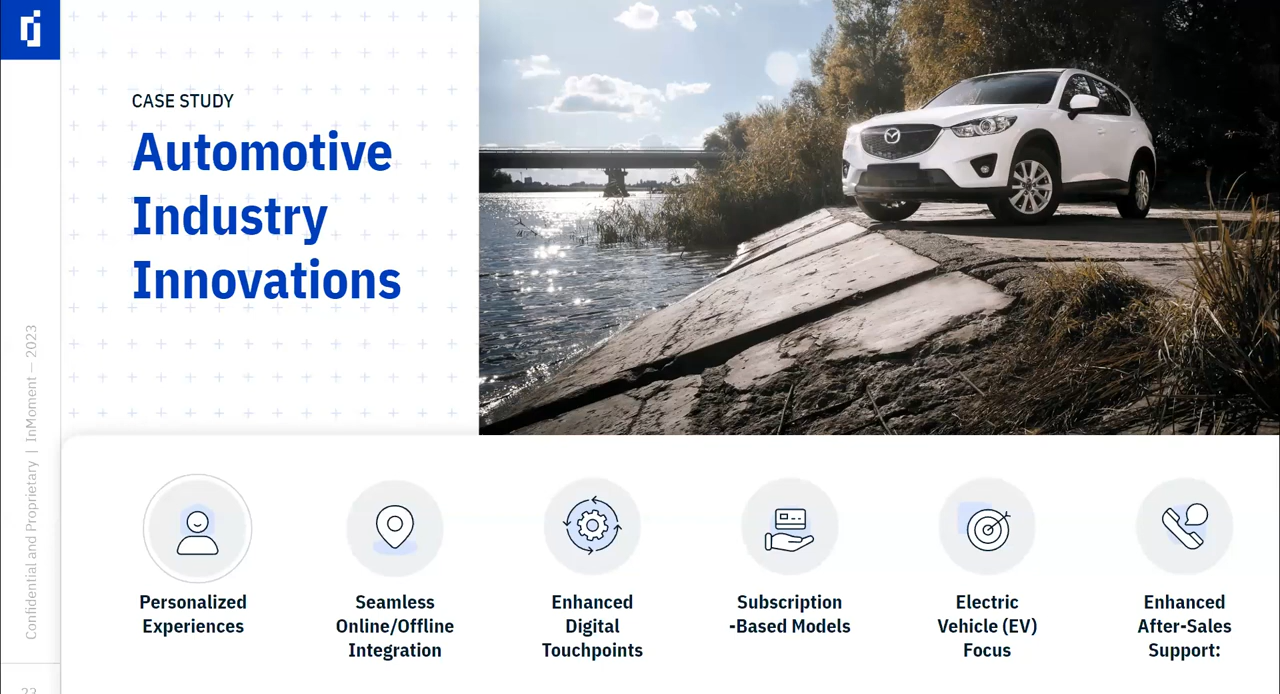 CASE STUDY
Automotive
Industry
Innovations
Personalized
Experiences
Seamless
Online/Offline
Integration
Enhanced
Digital
Touchpoints
Subscription
-Based Models
Electric
Vehicle (EV)
Focus
Enhanced
After-Sales
Support:
Confidential and Proprietary | InMoment — 2023
23